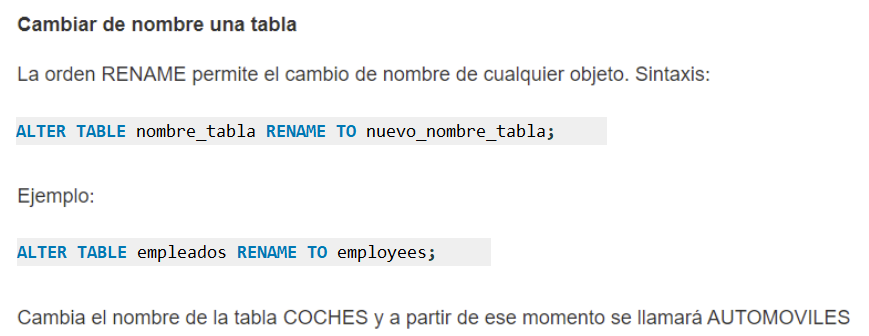 Cambiar de nombre una tabla
La orden RENAME permite el cambio de nombre de cualquier objeto. Sintaxis:
ALTER TABLE nombre_tabla RENAME TO nuevo_nombre_tabla;
Ejemplo:
ALTER TABLE empleados RENAME TO employees;
Cambia el nombre de la tabla COCHES y a partir de ese momento se llamará AUTOMOVILES